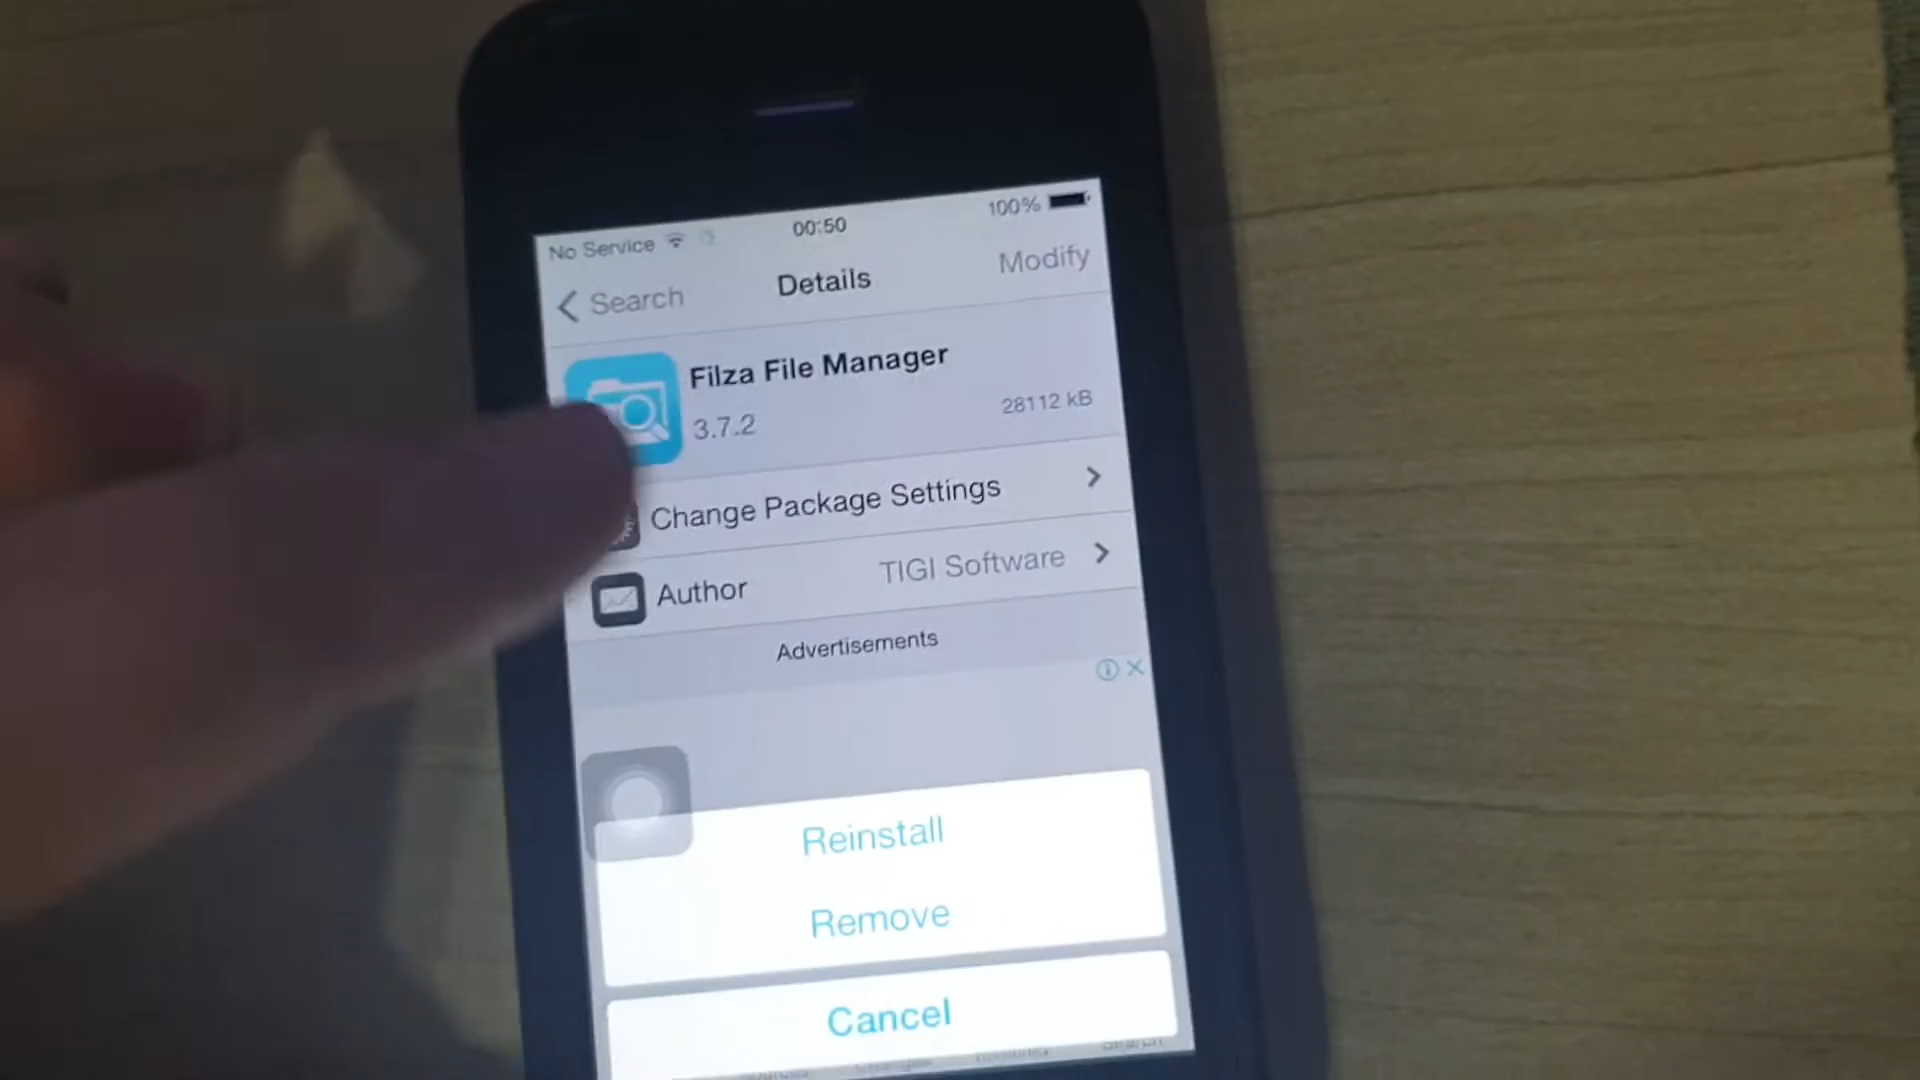 No Service 00:50 100%
Search Details Modify
Filza File Manager
3.7.2 28112 kB
Change Package Settings
Author TIGI Software
Advertisements
Reinstall
Remove
Cancel
Search